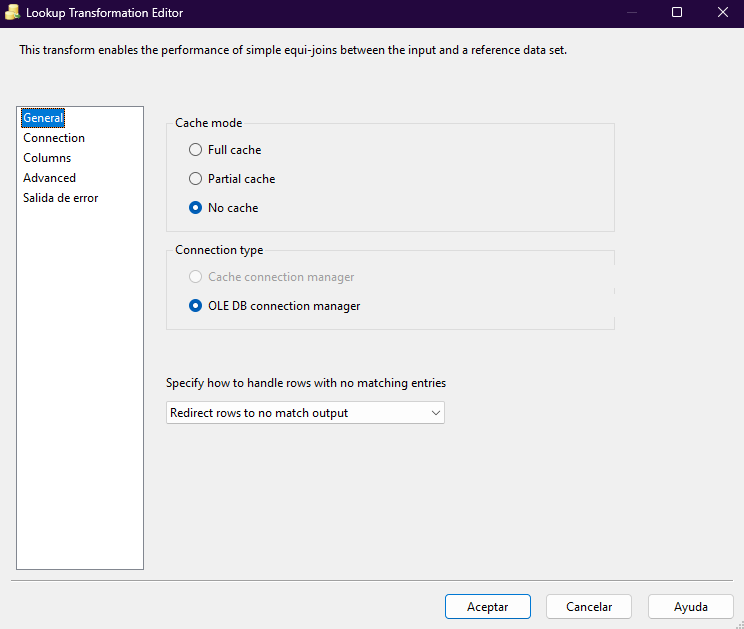 Lookup Transformation Editor
This transform enables the performance of simple equi-joins between the input and a reference data set.
General
Connection
Columns
Advanced
Salida de error
Cache mode
Full cache
Partial cache
No cache
Connection type
Cache connection manager
OLE DB connection manager
Specify how to handle rows with no matching entries
Redirect rows to no match output
Aceptar
Cancelar
Ayuda